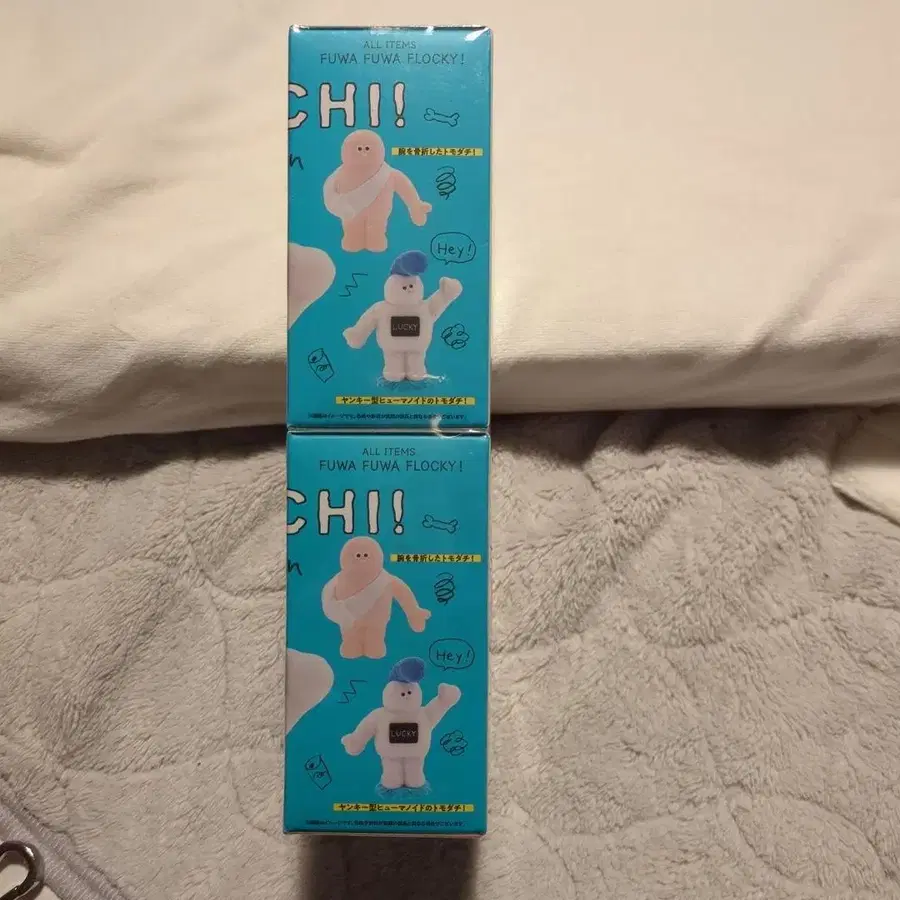 ALL ITEMS
FUWA FUWA FLOCKY!
CHI!
n
腕を骨折したトモダチ!
Hey!
LUCKY
ヤンキー型ヒューマノイドのトモダチ!
ALL ITEMS
FUWA FUWA FLOCKY!
CHI!
n
腕を骨折したトモダチ!
Hey!
LUCKY
ヤンキー型ヒューマノイドのトモダチ!